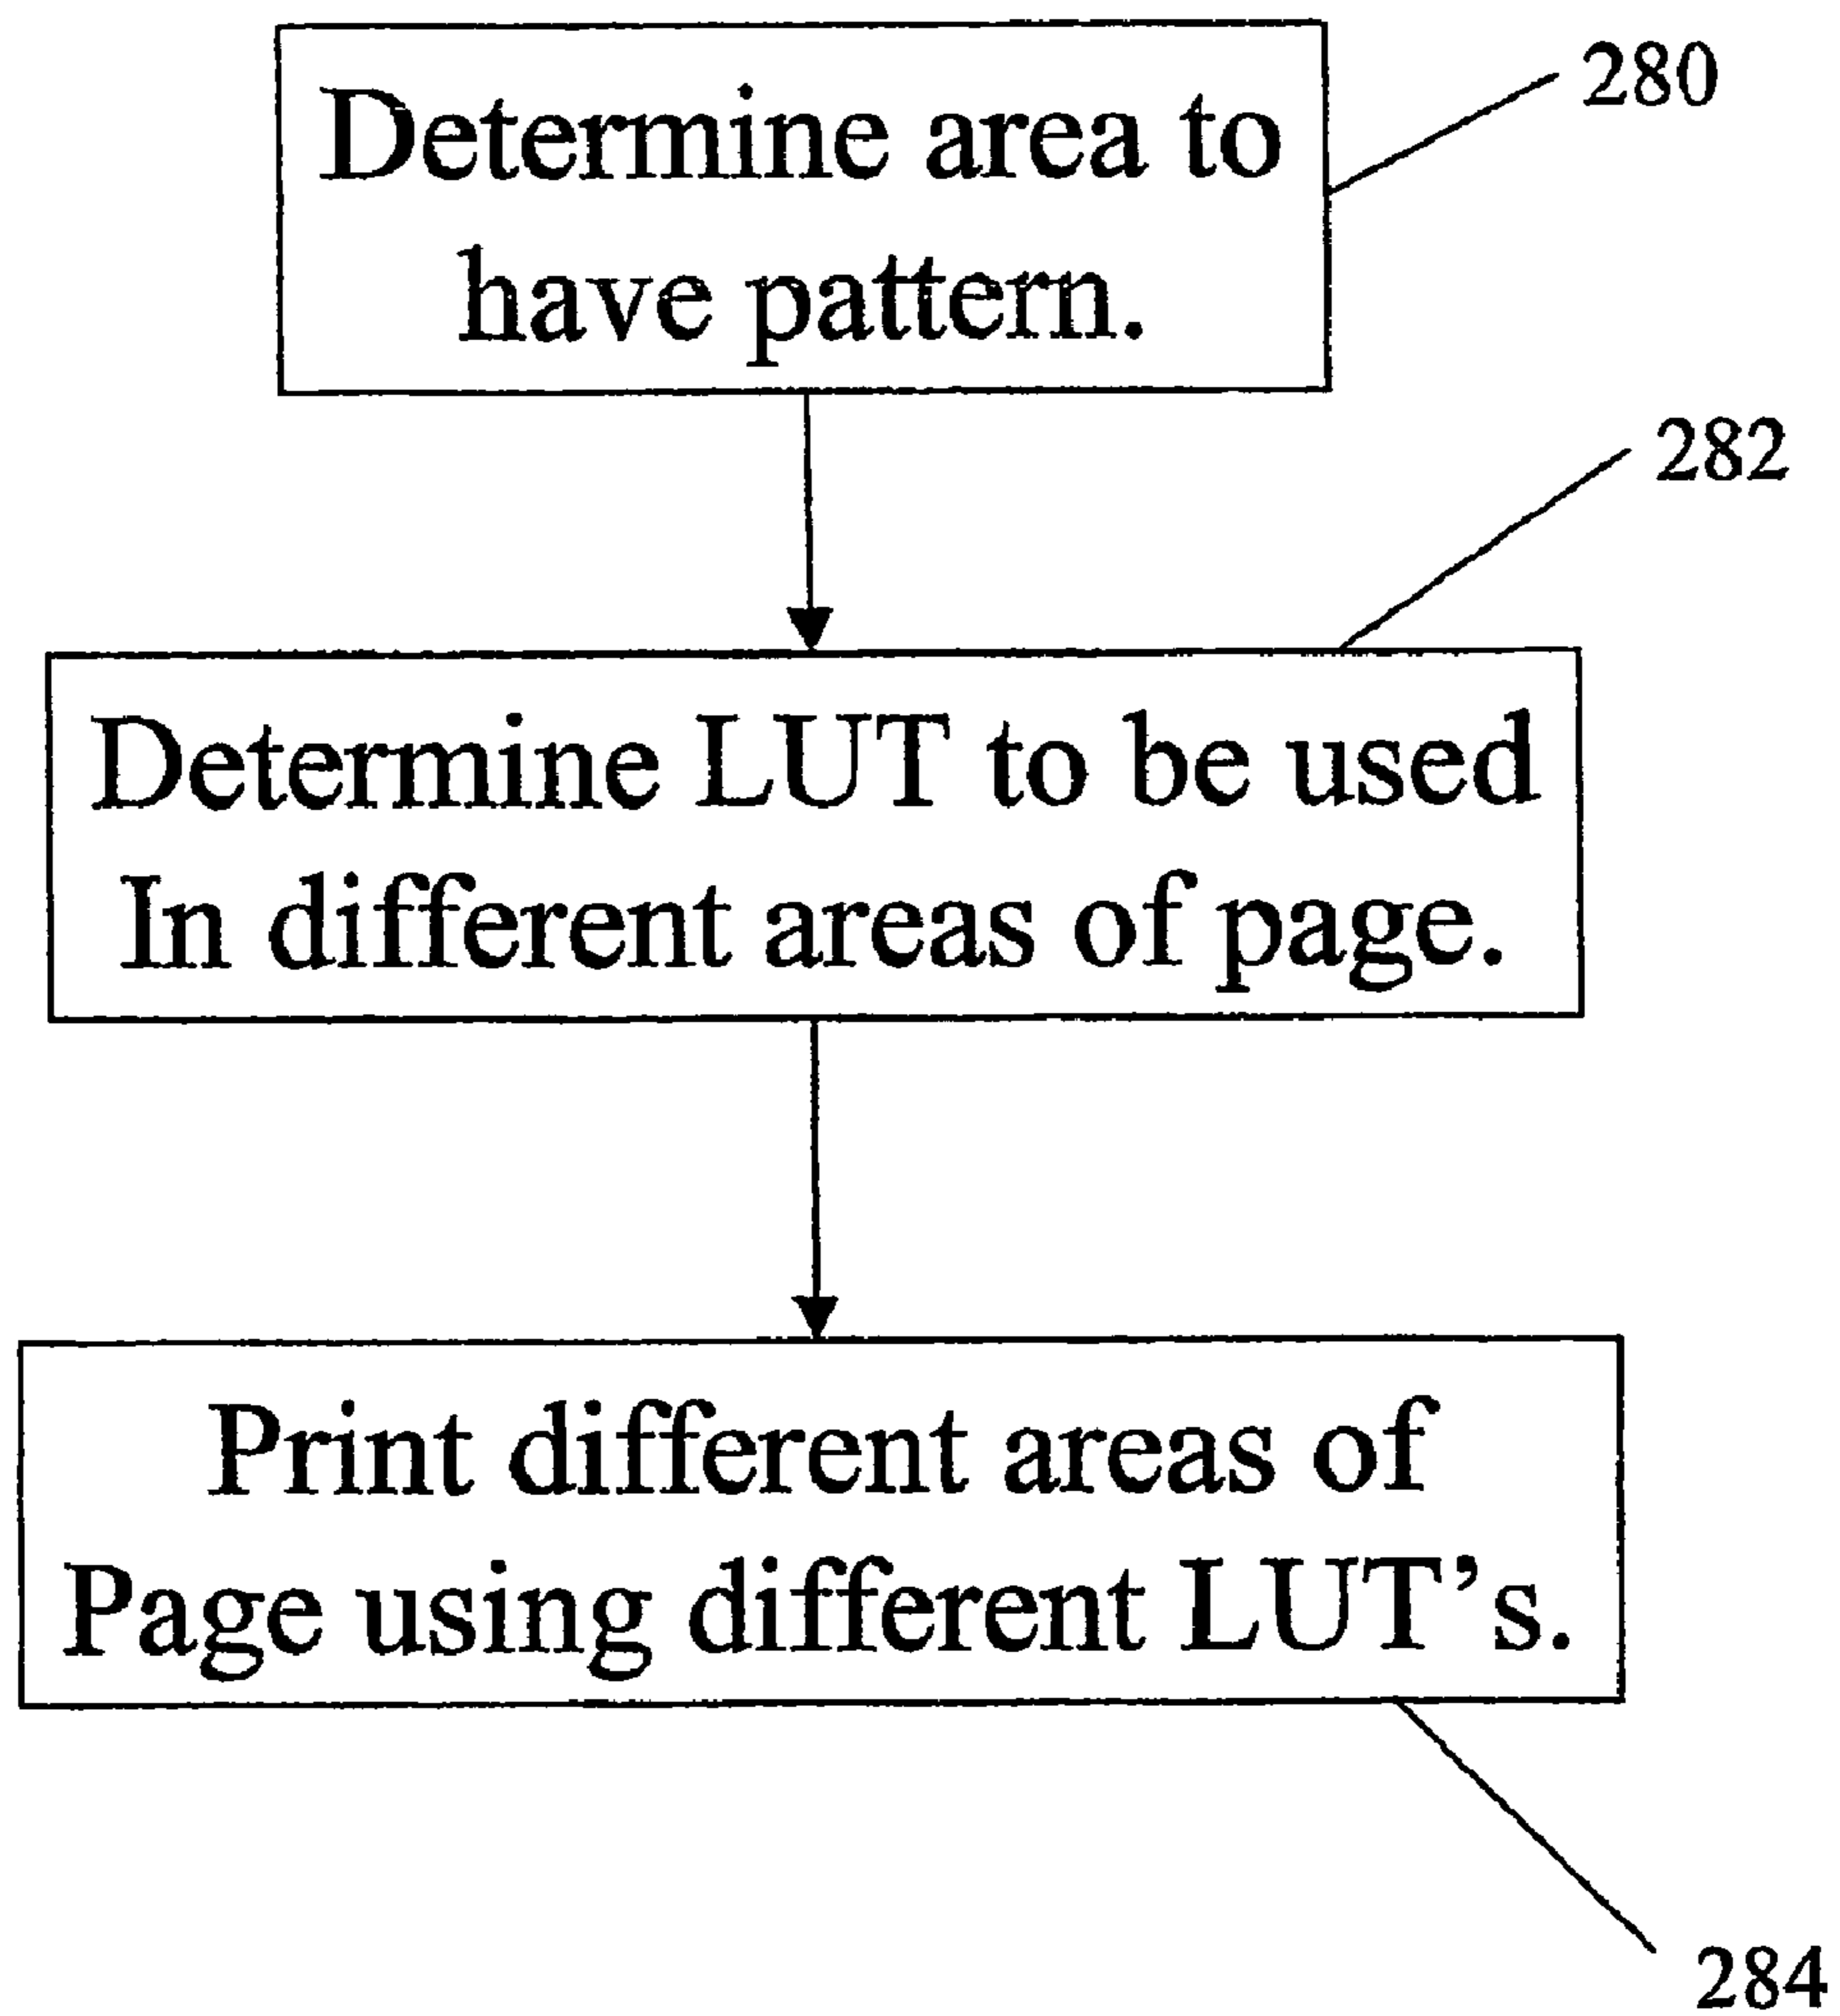 Determine area to
have pattern.
280
282
Determine LUT to be used
In different areas of page.
Print different areas of
Page using different LUT's.
284